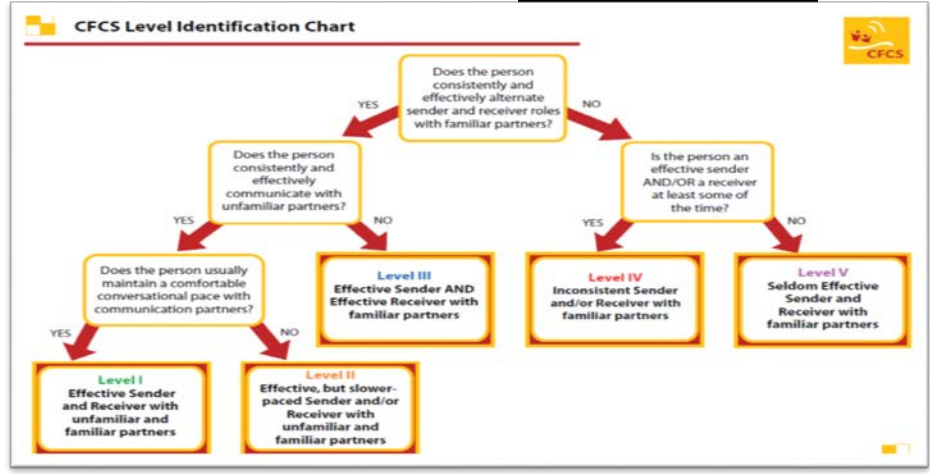 CFCS Level Identification Chart
CFCS
Does the person
consistently and
effectively alternate
sender and receiver roles
with familiar partners?
YES
NO
Does the person
consistently and
effectively
communicate with
unfamiliar partners?
Is the person an
effective sender
AND/OR a receiver
at least some of
the time?
YES
NO
YES
NO
Does the person usually
maintain a comfortable
conversational pace with
communication partners?
Level III
Effective Sender AND
Effective Receiver with
familiar partners
Level IV
Inconsistent Sender
and/or Receiver with
familiar partners
Level V
Seldom Effective
Sender and
Receiver with
familiar partners
YES
NO
Level I
Effective Sender
and Receiver with
unfamiliar and
familiar partners
Level II
Effective, but slower-
paced Sender and/or
Receiver with
unfamiliar and
familiar partners